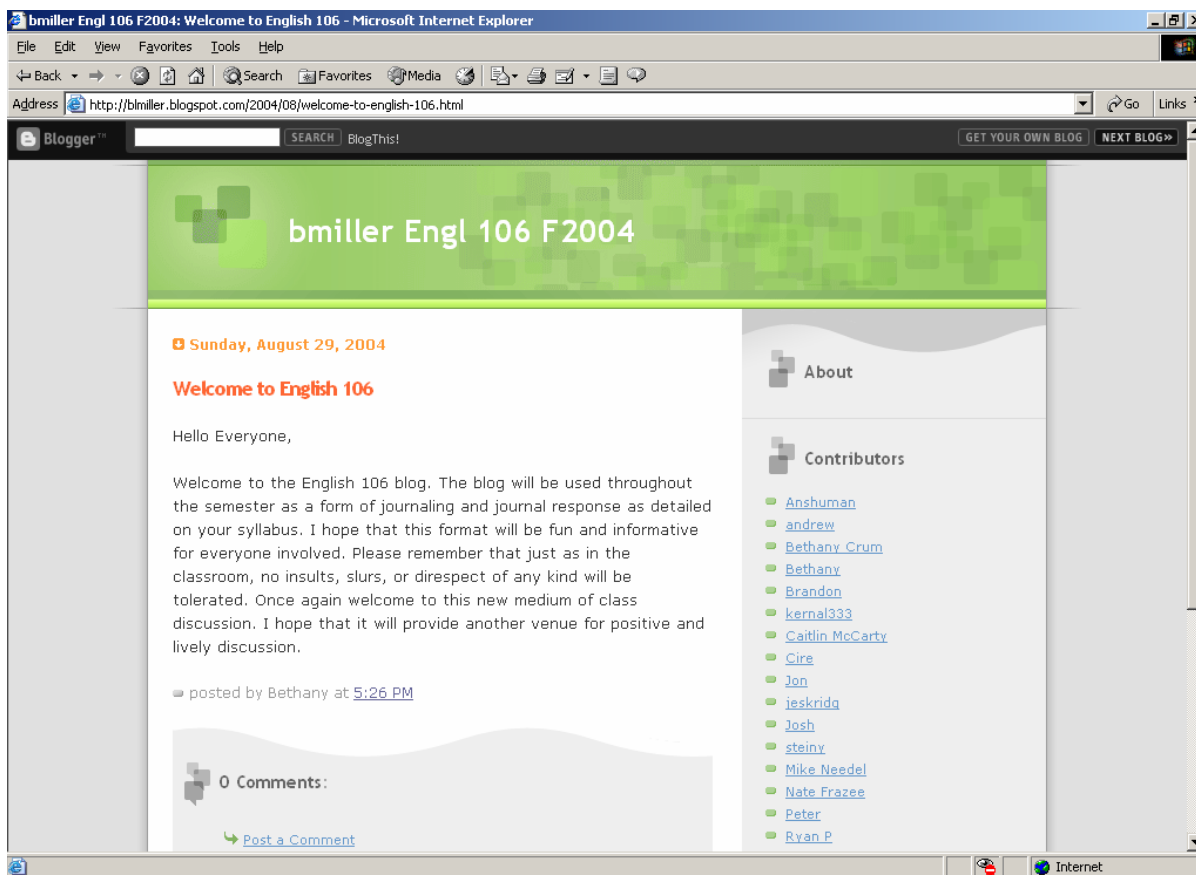 bmiller Engl 106 F2004: Welcome to English 106 - Microsoft Internet Explorer
File Edit View Favorites Tools Help
Back Search Favorites Media
Address http://blmiller.blogspot.com/2004/08/welcome-to-english-106.html Go Links
Blogger™ SEARCH BlogThis! GET YOUR OWN BLOG NEXT BLOG»
bmiller Engl 106 F2004
Sunday, August 29, 2004
Welcome to English 106
Hello Everyone,
Welcome to the English 106 blog. The blog will be used throughout
the semester as a form of journaling and journal response as detailed
on your syllabus. I hope that this format will be fun and informative
for everyone involved. Please remember that just as in the
classroom, no insults, slurs, or direspect of any kind will be
tolerated. Once again welcome to this new medium of class
discussion. I hope that it will provide another venue for positive and
lively discussion.
posted by Bethany at 5:26 PM
0 Comments:
Post a Comment
About
Contributors
Anshuman
andrew
Bethany Crum
Bethany
Brandon
kernal333
Caitlin McCarty
Cire
Jon
jeskridg
Josh
steiny
Mike Needel
Nate Frazee
Peter
Ryan P
Internet